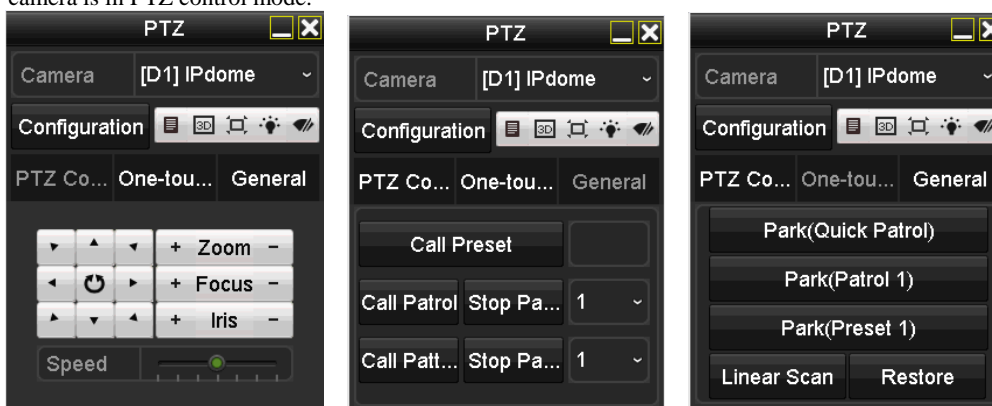 camera is in PTZ control mode.
PTZ
Camera [D1] IPdome
Configuration 3D
PTZ Co... One-tou... General
+ Zoom -
+ Focus -
+ Iris -
Speed
PTZ
Camera [D1] IPdome
Configuration 3D
PTZ Co... One-tou... General
Call Preset
Call Patrol Stop Pa... 1
Call Patt... Stop Pa... 1
PTZ
Camera [D1] IPdome
Configuration 3D
PTZ Co... One-tou... General
Park(Quick Patrol)
Park(Patrol 1)
Park(Preset 1)
Linear Scan Restore